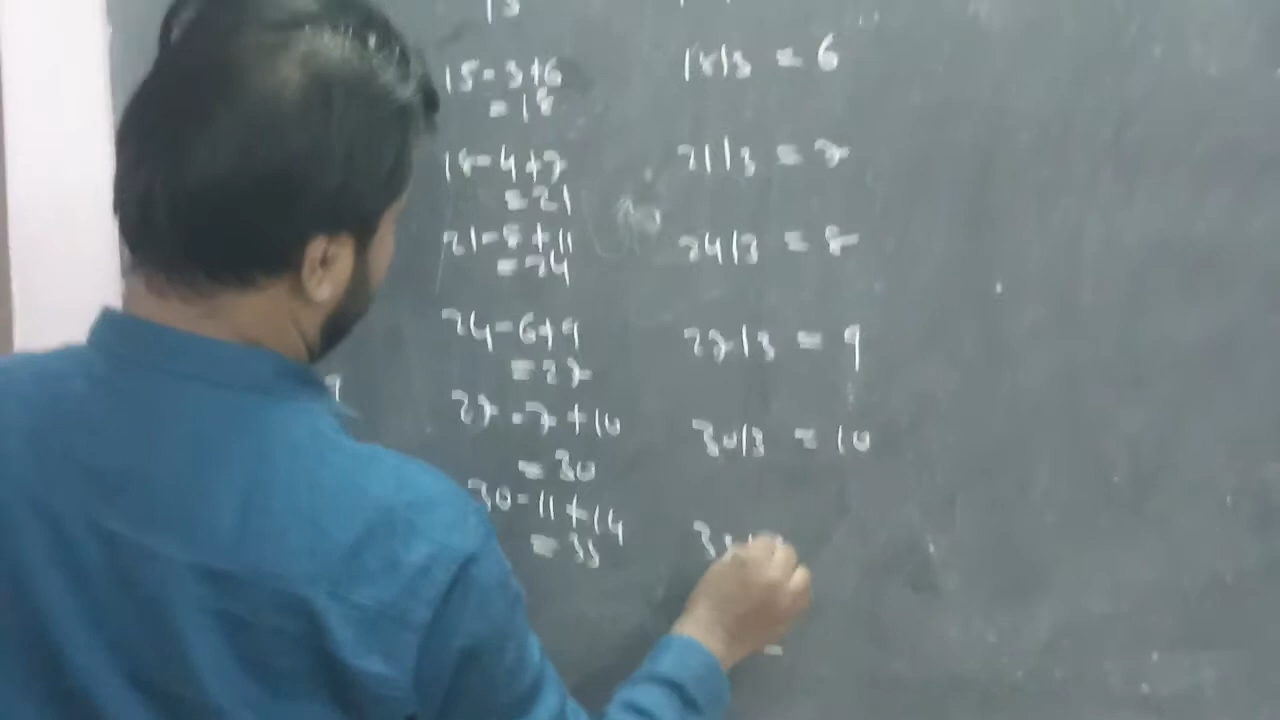 15-3+6
=18
18-4+7
=21
21-8+11
=24
24-6+9
=27
27-7+10
=30
30-11+14
=33
18/3 = 6
21/3 = 7
24/3 = 8
27/3 = 9
30/3 = 10